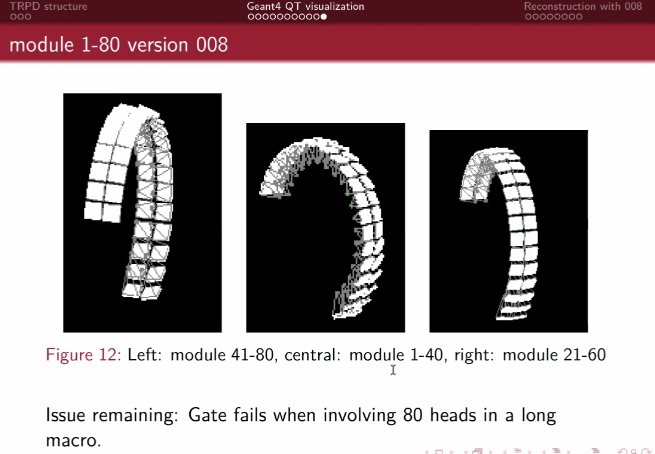 TRPD structure
Geant4 QT visualization
Reconstruction with 008
module 1-80 version 008
Figure 12: Left: module 41-80, central: module 1-40, right: module 21-60
Issue remaining: Gate fails when involving 80 heads in a long
macro.